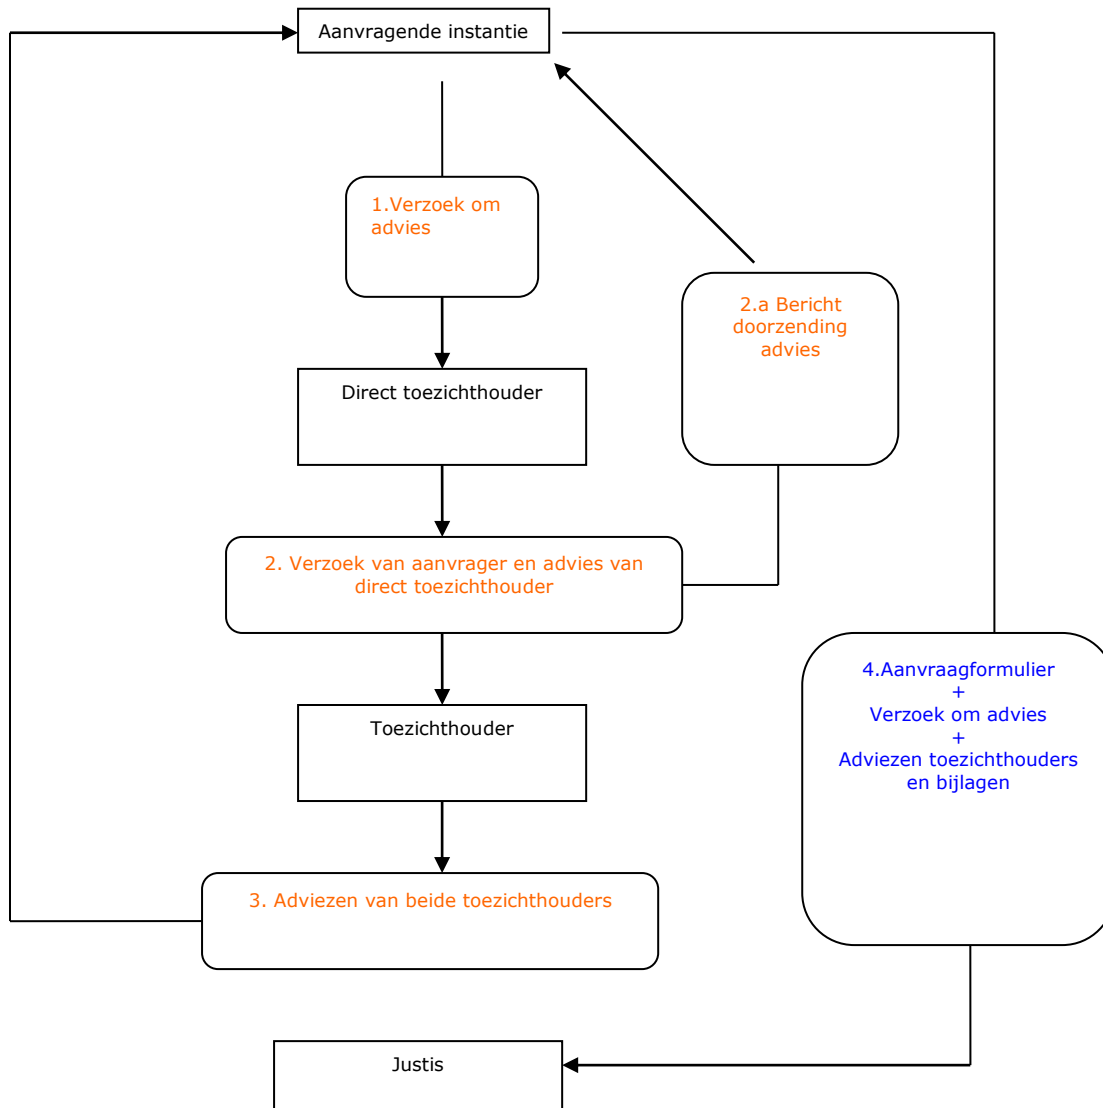 Aanvragende instantie
1.Verzoek om
advies
2.a Bericht
doorzending
advies
Direct toezichthouder
2. Verzoek van aanvrager en advies van
direct toezichthouder
4.Aanvraagformulier
+
Verzoek om advies
+
Adviezen toezichthouders
en bijlagen
Toezichthouder
3. Adviezen van beide toezichthouders
Justis